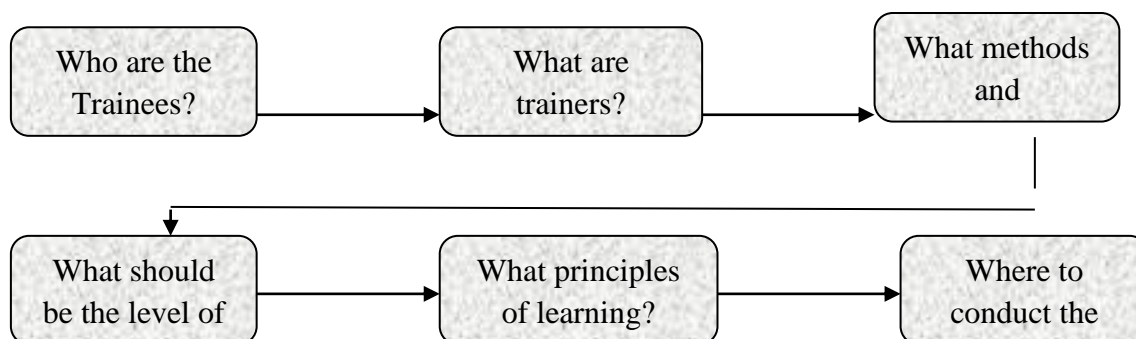 Who are the
Trainees?
What are
trainers?
What methods
and
What should
be the level of
What principles
of learning?
Where to
conduct the